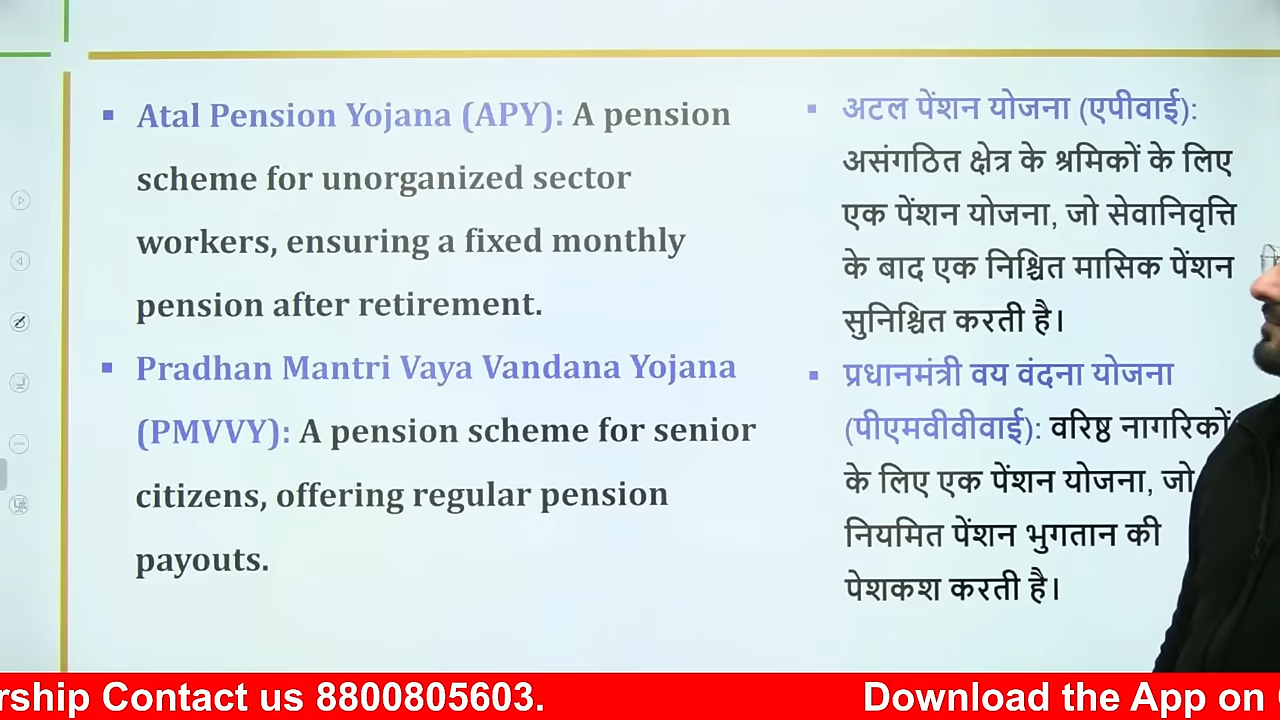 Atal Pension Yojana (APY): A pension
scheme for unorganized sector
workers, ensuring a fixed monthly
pension after retirement.
Pradhan Mantri Vaya Vandana Yojana
(PMVVY): A pension scheme for senior
citizens, offering regular pension
payouts.
अटल पेंशन योजना (एपीवाई):
असंगठित क्षेत्र के श्रमिकों के लिए
एक पेंशन योजना, जो सेवानिवृत्ति
के बाद एक निश्चित मासिक पेंशन
सुनिश्चित करती है।
प्रधानमंत्री वय वंदना योजना
(पीएमवीवीवाई): वरिष्ठ नागरिकों
के लिए एक पेंशन योजना, जो
नियमित पेंशन भुगतान की
पेशकश करती है।
rship Contact us 8800805603. Download the App on